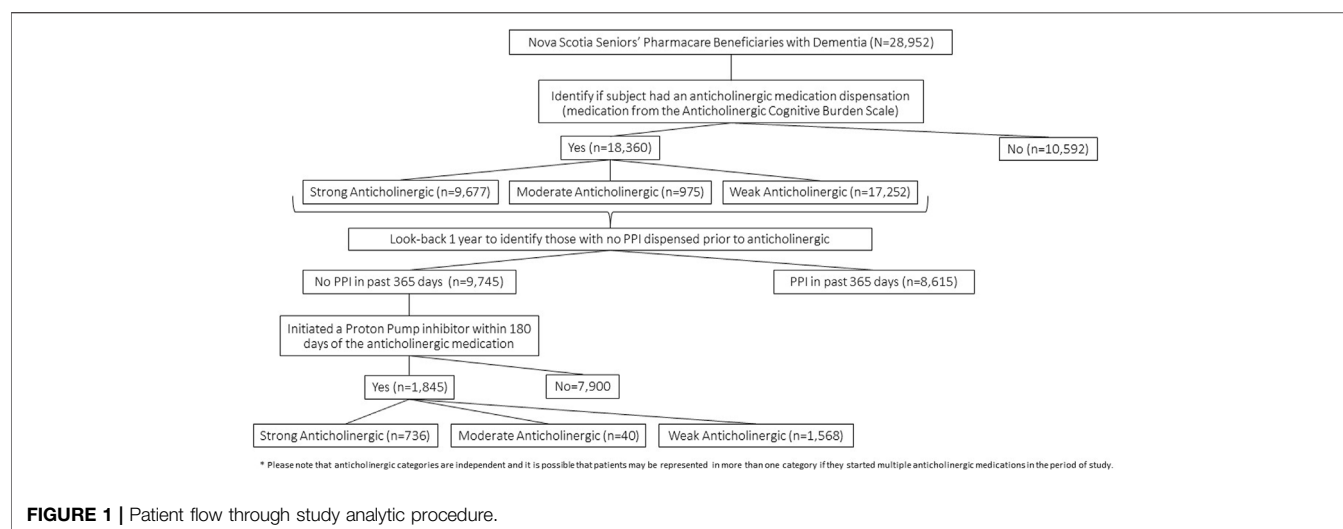 Nova Scotia Seniors' Pharmacare Beneficiaries with Dementia (N=28,952)
Identify if subject had an anticholinergic medication dispensation
(medication from the Anticholinergic Cognitive Burden Scale)
Yes (n=18,360)
No (n=10,592)
Strong Anticholinergic (n=9,677)
Moderate Anticholinergic (n=975)
Weak Anticholinergic (n=17,252)
Look-back 1 year to identify those with no PPI dispensed prior to anticholinergic
No PPI in past 365 days (n=9,745)
PPI in past 365 days (n=8,615)
Initiated a Proton Pump inhibitor within 180
days of the anticholinergic medication
Yes (n=1,845)
No=7,900
Strong Anticholinergic (n=736)
Moderate Anticholinergic (n=40)
Weak Anticholinergic (n=1,568)
* Please note that anticholinergic categories are independent and it is possible that patients may be represented in more than one category if they started multiple anticholinergic medications in the period of study.
FIGURE 1 | Patient flow through study analytic procedure.